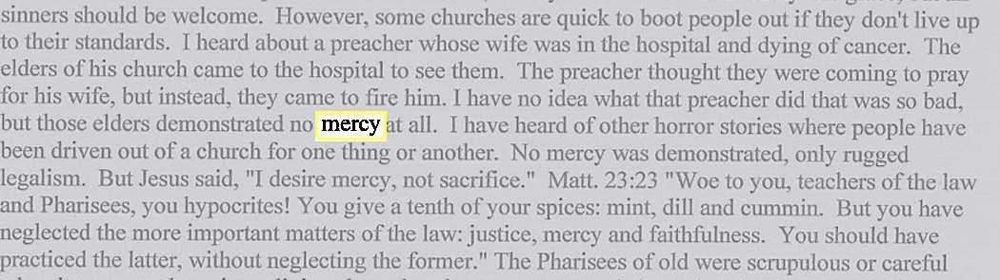 sinners should be welcome.  However, some churches are quick to boot people out if they don't live up
to their standards.  I heard about a preacher whose wife was in the hospital and dying of cancer.  The
elders of his church came to the hospital to see them.  The preacher thought they were coming to pray
for his wife, but instead, they came to fire him. I have no idea what that preacher did that was so bad,
but those elders demonstrated no mercy at all.  I have heard of other horror stories where people have
been driven out of a church for one thing or another.  No mercy was demonstrated, only rugged
legalism.  But Jesus said, "I desire mercy, not sacrifice."  Matt. 23:23 "Woe to you, teachers of the law
and Pharisees, you hypocrites! You give a tenth of your spices: mint, dill and cummin.  But you have
neglected the more important matters of the law: justice, mercy and faithfulness.  You should have
practiced the latter, without neglecting the former." The Pharisees of old were scrupulous or careful